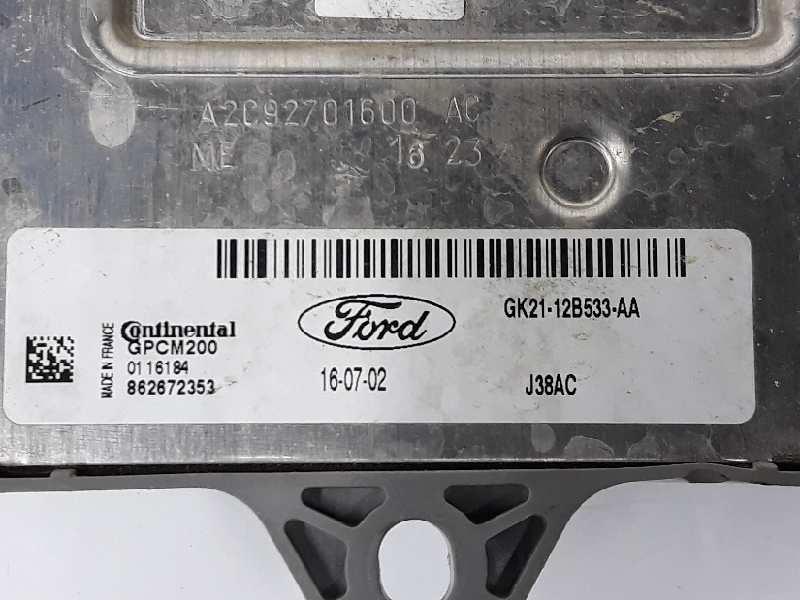 A2C92701600 AC
ME 16 23
MADE IN FRANCE
Continental
GPCM200
0116184
862672353
Ford
16-07-02
GK21-12B533-AA
J38AC